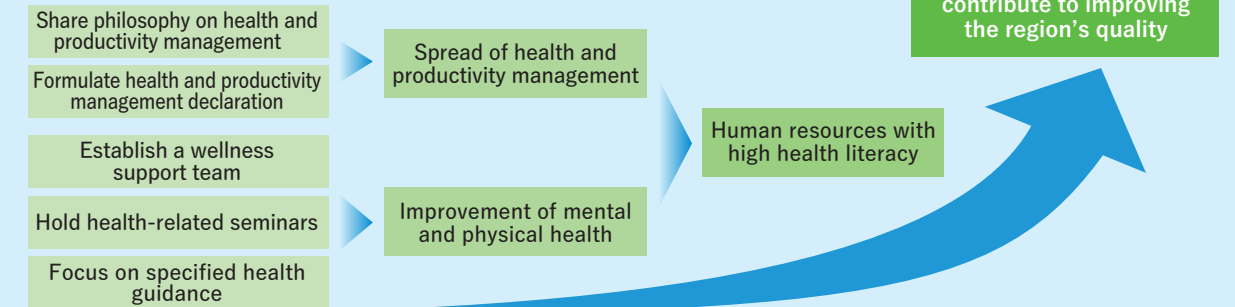 contribute to improving
the region's quality
Share philosophy on health and
productivity management
Formulate health and productivity
management declaration
Spread of health and
productivity management
Establish a wellness
support team
Hold health-related seminars
Focus on specified health
guidance
Improvement of mental
and physical health
Human resources with
high health literacy